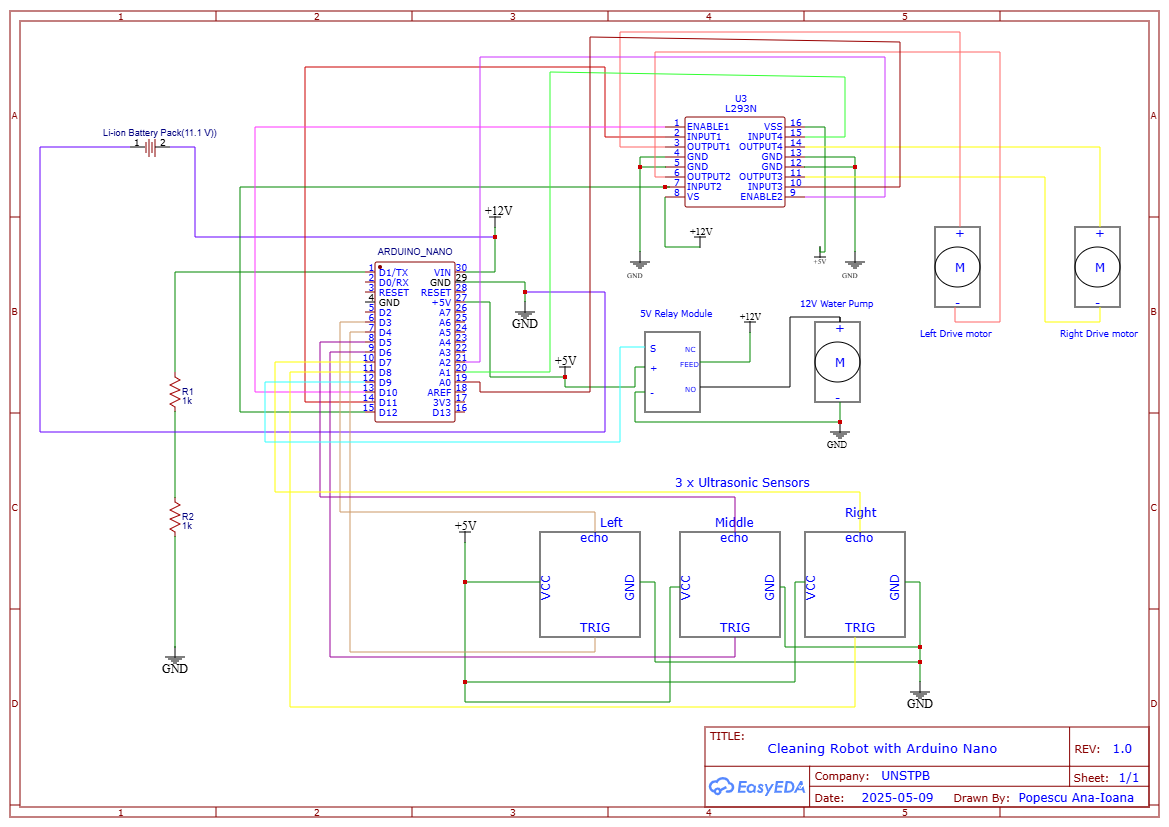 1 2 3 4 5
A A
B B
C C
D D
1 2 3 4 5
Li-ion Battery Pack(11.1 V))
1 2
U3
L293N
1 ENABLE1 VSS 16
2 INPUT1 INPUT4 15
3 OUTPUT1 OUTPUT4 14
4 GND GND 13
5 GND GND 12
6 OUTPUT2 OUTPUT3 11
7 INPUT2 INPUT3 10
8 VS ENABLE2 9
+12V
GND
+5V
GND
+12V
ARDUINO_NANO
1 D1/TX VIN 30
2 D0/RX GND 29
3 RESET RESET 28
4 GND +5V 27
5 D2 A7 26
6 D3 A6 25
7 D4 A5 24
8 D5 A4 23
9 D6 A3 22
10 D7 A2 21
11 D8 A1 20
12 D9 A0 19
13 D10 AREF 18
14 D11 3V3 17
15 D12 D13 16
GND
+5V
R1
1k
R2
1k
GND
5V Relay Module
S NC
+ FEED
- NO
+12V
12V Water Pump
+
M
-
GND
+
M
-
Left Drive motor
+
M
-
Right Drive motor
3 x Ultrasonic Sensors
+5V
Left
echo
VCC GND
TRIG
Middle
echo
VCC GND
TRIG
Right
echo
VCC GND
TRIG
GND
TITLE:
Cleaning Robot with Arduino Nano
REV: 1.0
EasyEDA
Company: UNSTPB
Sheet: 1/1
Date: 2025-05-09 Drawn By: Popescu Ana-Ioana